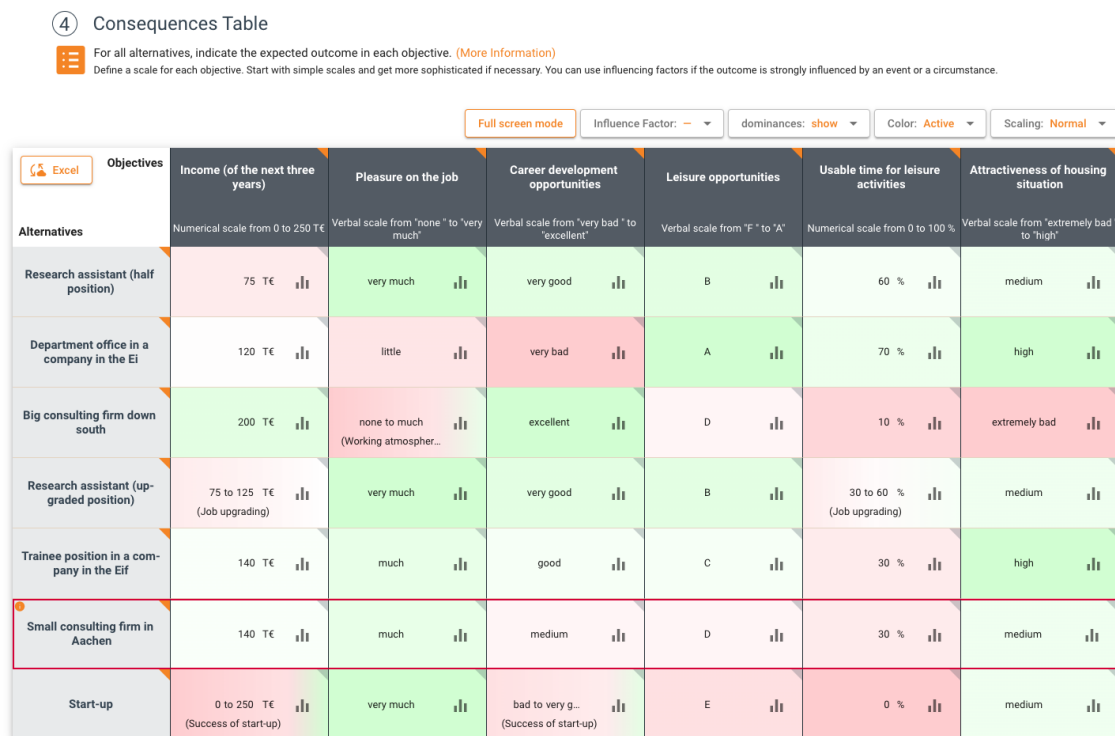 4 Consequences Table
For all alternatives, indicate the expected outcome in each objective. (More Information)
Define a scale for each objective. Start with simple scales and get more sophisticated if necessary. You can use influencing factors if the outcome is strongly influenced by an event or a circumstance.
Full screen mode
Influence Factor: –
dominances: show
Color: Active
Scaling: Normal
Excel
Objectives
Alternatives
Income (of the next three
years)
Numerical scale from 0 to 250 T€
Pleasure on the job
Verbal scale from "none " to "very
much"
Career development
opportunities
Verbal scale from "very bad " to
"excellent"
Leisure opportunities
Verbal scale from "F " to "A"
Usable time for leisure
activities
Numerical scale from 0 to 100 %
Attractiveness of housing
situation
Verbal scale from "extremely bad "
to "high"
Research assistant (half
position)
75 T€
very much
very good
B
60 %
medium
Department office in a
company in the Ei
120 T€
little
very bad
A
70 %
high
Big consulting firm down
south
200 T€
none to much
(Working atmospher...
excellent
D
10 %
extremely bad
Research assistant (up-
graded position)
75 to 125 T€
(Job upgrading)
very much
very good
B
30 to 60 %
(Job upgrading)
medium
Trainee position in a com-
pany in the Eif
140 T€
much
good
C
30 %
high
Small consulting firm in
Aachen
140 T€
much
medium
D
30 %
medium
Start-up
0 to 250 T€
(Success of start-up)
very much
bad to very g...
(Success of start-up)
E
0 %
medium